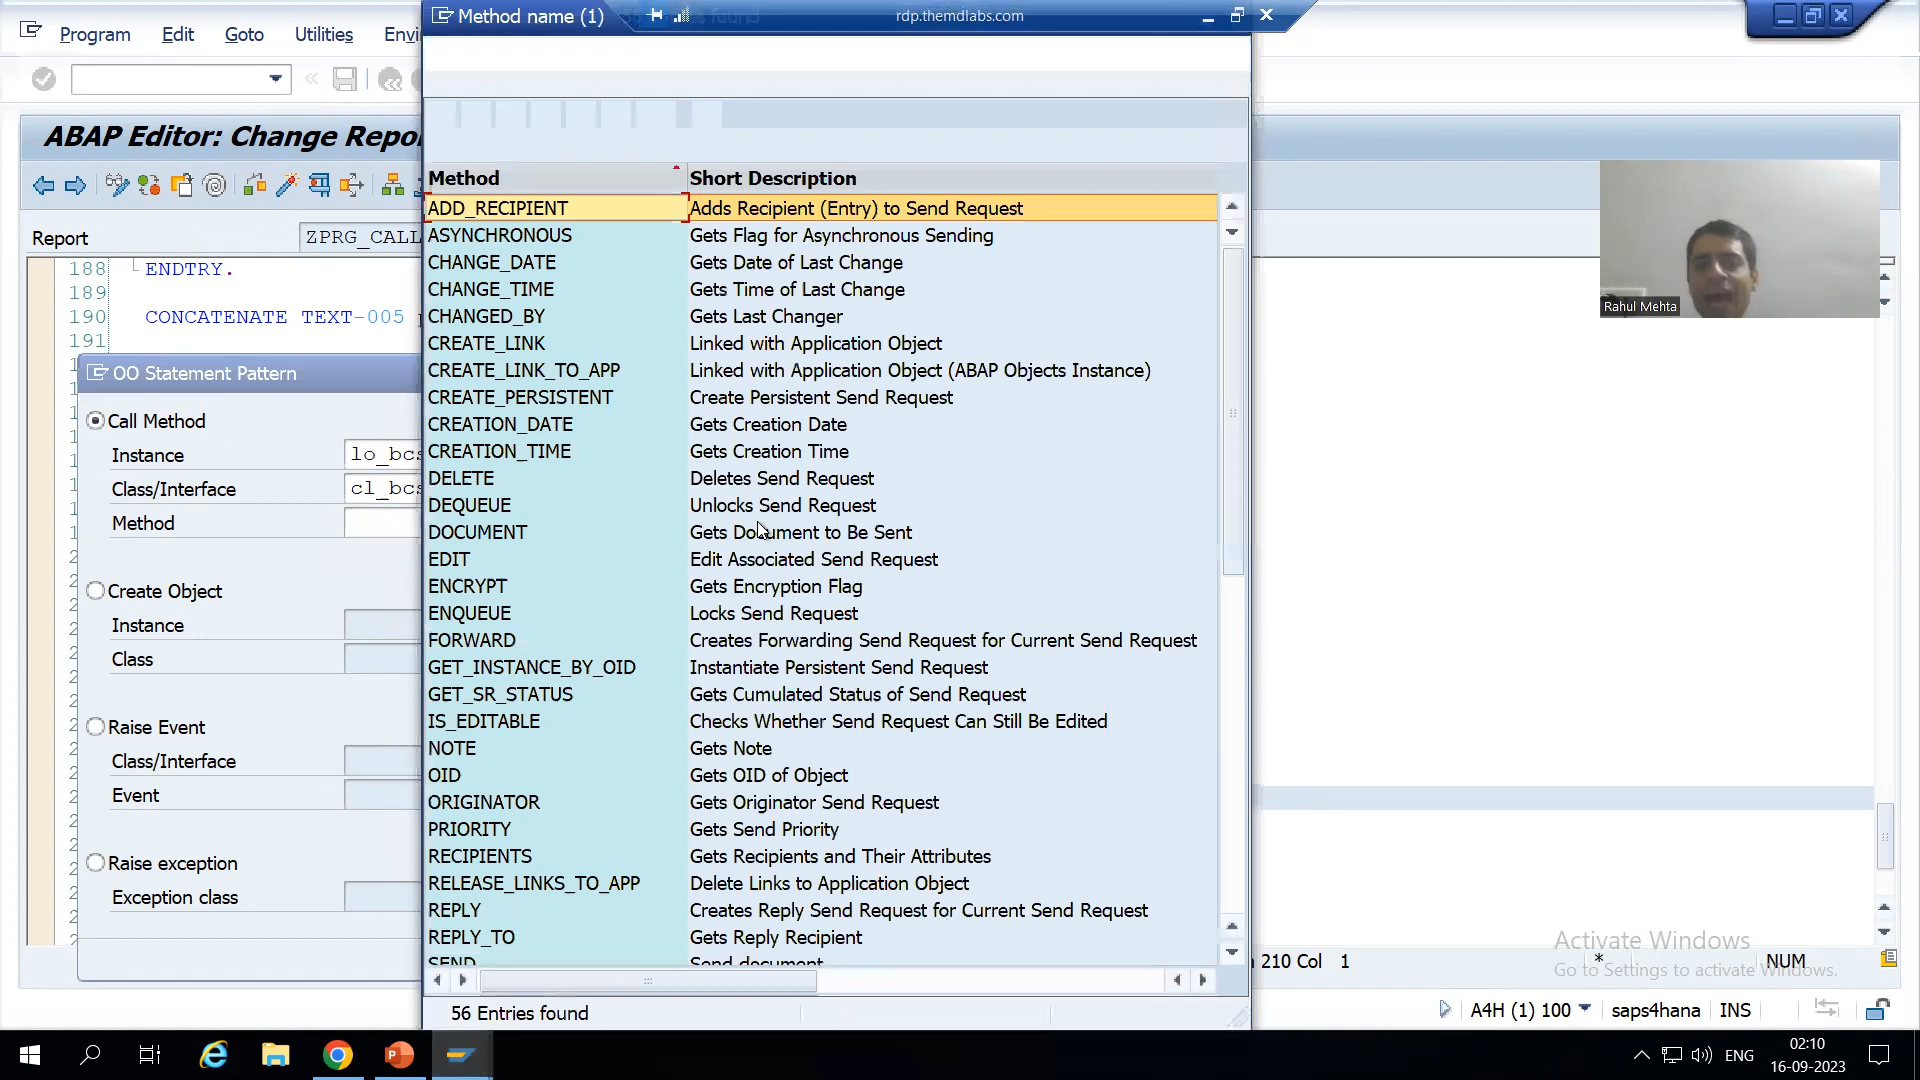 Method name (1)
rdp.themdlabs.com
Program Edit Goto Utilities
ABAP Editor: Change Repo
Report ZPRG_CALL
188 ENDTRY.
189
190 CONCATENATE TEXT-005
191
OO Statement Pattern
Call Method
Instance lo_bcs
Class/Interface cl_bcs
Method
Create Object
Instance
Class
Raise Event
Class/Interface
Event
Raise exception
Exception class
Method Short Description
ADD_RECIPIENT Adds Recipient (Entry) to Send Request
ASYNCHRONOUS Gets Flag for Asynchronous Sending
CHANGE_DATE Gets Date of Last Change
CHANGE_TIME Gets Time of Last Change
CHANGED_BY Gets Last Changer
CREATE_LINK Linked with Application Object
CREATE_LINK_TO_APP Linked with Application Object (ABAP Objects Instance)
CREATE_PERSISTENT Create Persistent Send Request
CREATION_DATE Gets Creation Date
CREATION_TIME Gets Creation Time
DELETE Deletes Send Request
DEQUEUE Unlocks Send Request
DOCUMENT Gets Document to Be Sent
EDIT Edit Associated Send Request
ENCRYPT Gets Encryption Flag
ENQUEUE Locks Send Request
FORWARD Creates Forwarding Send Request for Current Send Request
GET_INSTANCE_BY_OID Instantiate Persistent Send Request
GET_SR_STATUS Gets Cumulated Status of Send Request
IS_EDITABLE Checks Whether Send Request Can Still Be Edited
NOTE Gets Note
OID Gets OID of Object
ORIGINATOR Gets Originator Send Request
PRIORITY Gets Send Priority
RECIPIENTS Gets Recipients and Their Attributes
RELEASE_LINKS_TO_APP Delete Links to Application Object
REPLY Creates Reply Send Request for Current Send Request
REPLY_TO Gets Reply Recipient
SEND Send document
56 Entries found
Rahul Mehta
Activate Windows
Go to Settings to activate Windows.
210 Col 1
* NUM
A4H (1) 100 saps4hana INS
ENG
02:10
16-09-2023